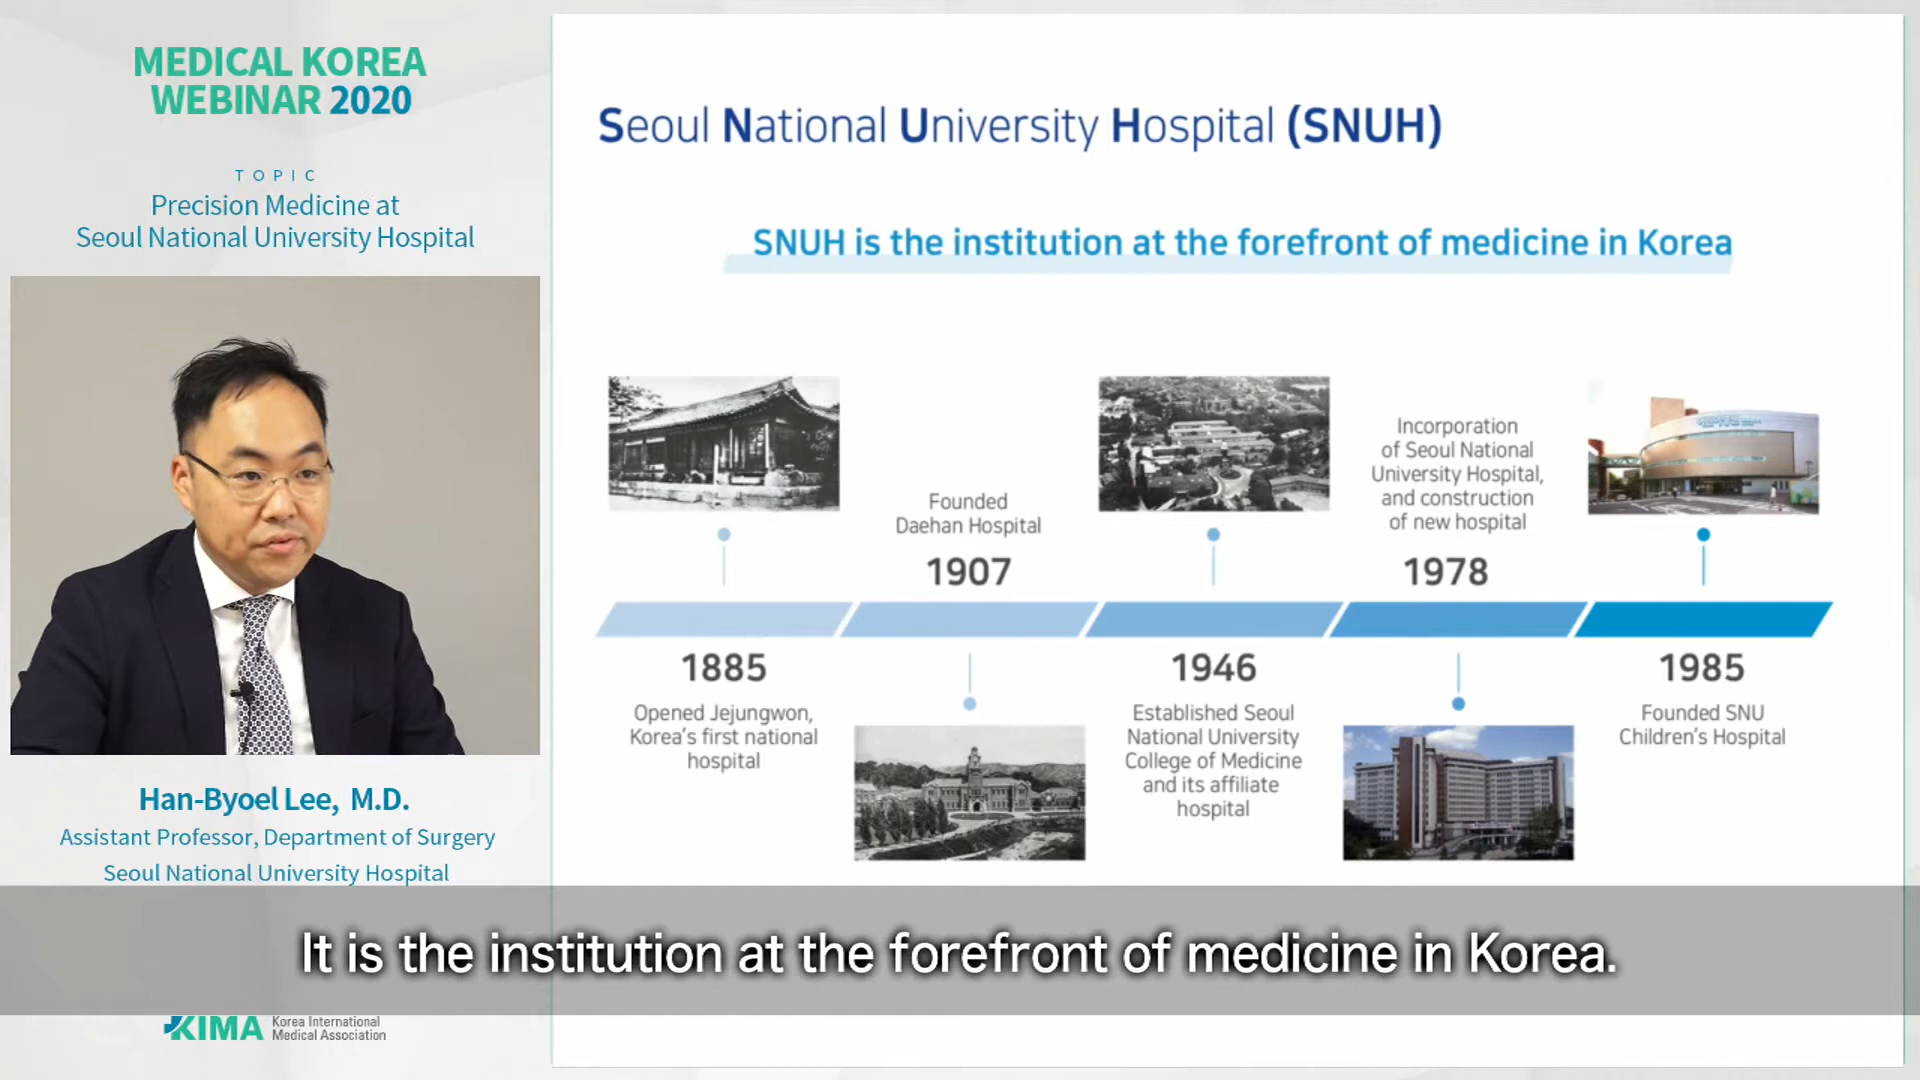 MEDICAL KOREA
WEBINAR 2020
TOPIC
Precision Medicine at
Seoul National University Hospital
Han-Byoel Lee, M.D.
Assistant Professor, Department of Surgery
Seoul National University Hospital
Seoul National University Hospital (SNUH)
SNUH is the institution at the forefront of medicine in Korea
1885
Opened Jejungwon,
Korea's first national
hospital
Founded
Daehan Hospital
1907
1946
Established Seoul
National University
College of Medicine
and its affiliate
hospital
Incorporation
of Seoul National
University Hospital,
and construction
of new hospital
1978
1985
Founded SNU
Children's Hospital
It is the institution at the forefront of medicine in Korea.
KIMA
Korea International
Medical Association